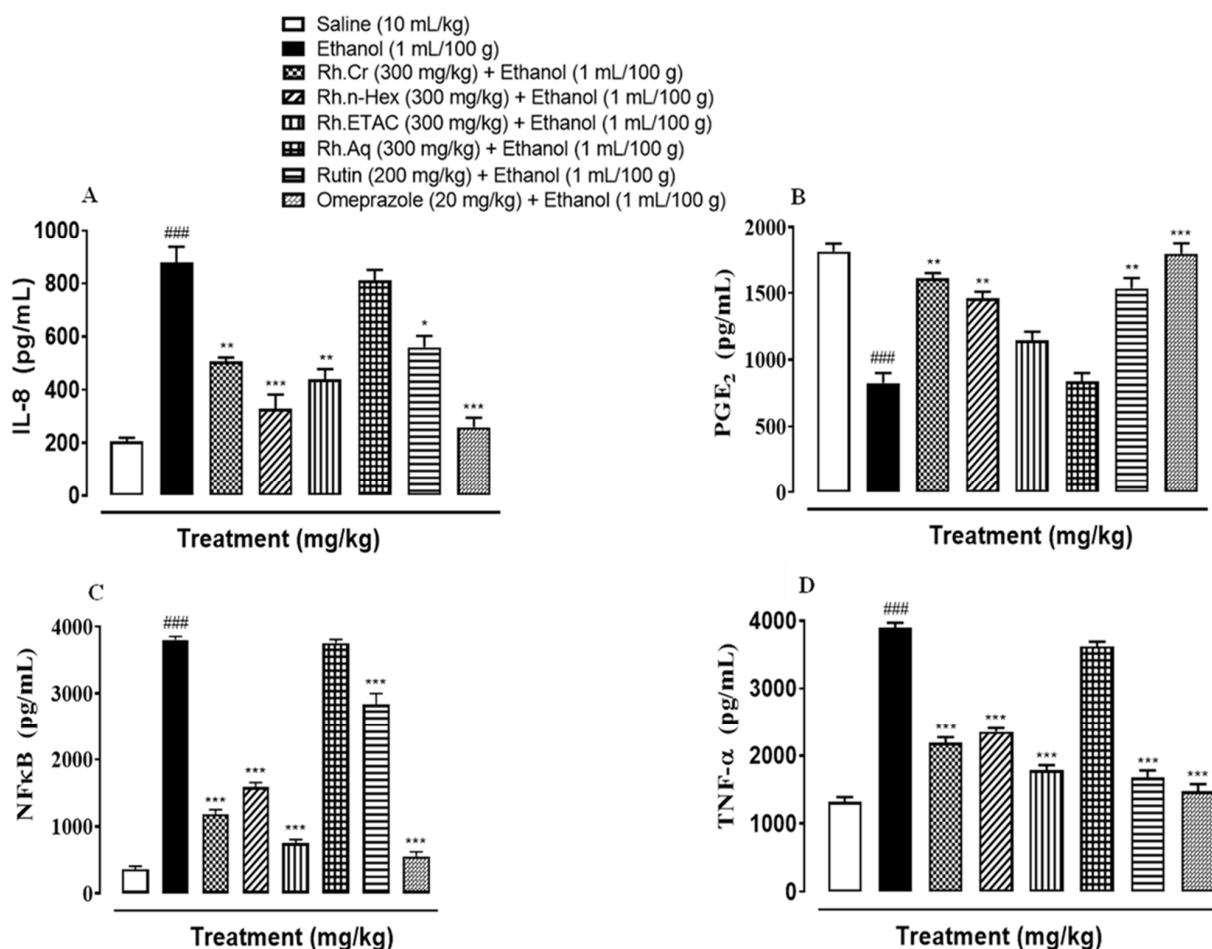 Saline (10 mL/kg)
Ethanol (1 mL/100 g)
Rh.Cr (300 mg/kg) + Ethanol (1 mL/100 g)
Rh.n-Hex (300 mg/kg) + Ethanol (1 mL/100 g)
Rh.ETAC (300 mg/kg) + Ethanol (1 mL/100 g)
Rh.Aq (300 mg/kg) + Ethanol (1 mL/100 g)
Rutin (200 mg/kg) + Ethanol (1 mL/100 g)
Omeprazole (20 mg/kg) + Ethanol (1 mL/100 g)
A
IL-8 (pg/mL)
1000
800
600
400
200
0
###
**
***
**
*
***
Treatment (mg/kg)
B
PGE₂ (pg/mL)
2000
1500
1000
500
0
###
**
**
**
***
Treatment (mg/kg)
C
NFκB (pg/mL)
4000
3000
2000
1000
0
###
***
***
***
***
***
Treatment (mg/kg)
D
TNF-α (pg/mL)
4000
3000
2000
1000
0
###
***
***
***
***
***
Treatment (mg/kg)